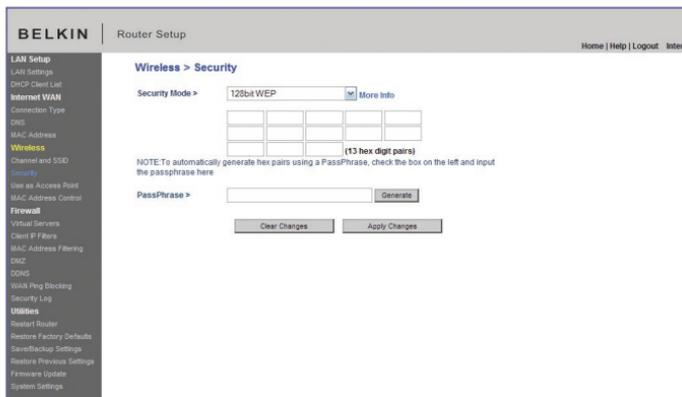 BELKIN
Router Setup
Home | Help | Logout Inte
LAN Setup
LAN Settings
DHCP Client List
Internet WAN
Connection Type
DNS
MAC Address
Wireless
Channel and SSID
Security
Use as Access Point
MAC Address Control
Firewall
Virtual Servers
Client IP Filters
MAC Address Filtering
DMZ
DDNS
WAN Ping Blocking
Security Log
Utilities
Restart Router
Restore Factory Defaults
Save/Backup Settings
Restore Previous Settings
Firmware Update
System Settings
Wireless > Security
Security Mode > 128bit WEP More Info
(13 hex digit pairs)
NOTE:To automatically generate hex pairs using a PassPhrase, check the box on the left and input
the passphrase here
PassPhrase > Generate
Clear Changes Apply Changes